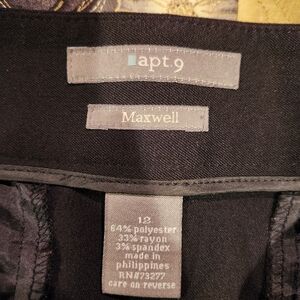 apt.9
Maxwell
12
64% polyester
33% rayon
3% spandex
made in
philippines
RN#73277
care on reverse